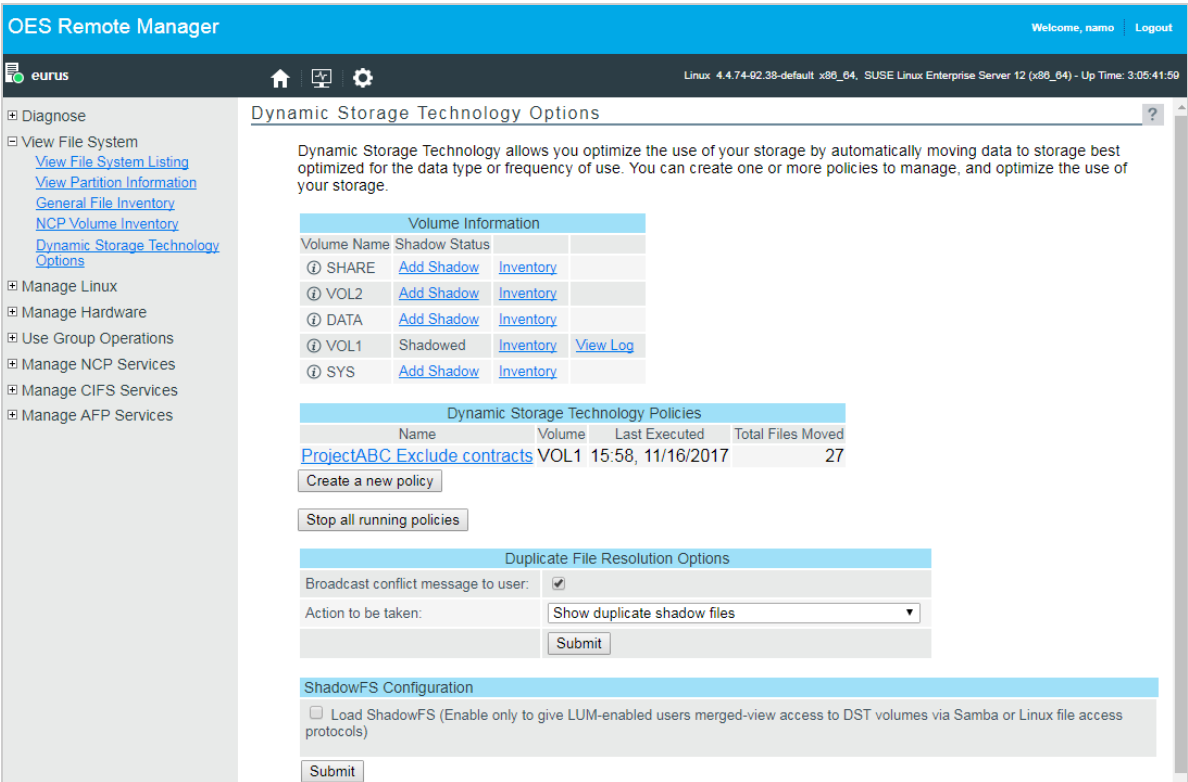 OES Remote Manager
Welcome, namo Logout
eurus
Linux 4.4.74-92.38-default x86_64, SUSE Linux Enterprise Server 12 (x86_64) - Up Time: 3:05:41:59
Diagnose
View File System
View File System Listing
View Partition Information
General File Inventory
NCP Volume Inventory
Dynamic Storage Technology
Options
Manage Linux
Manage Hardware
Use Group Operations
Manage NCP Services
Manage CIFS Services
Manage AFP Services
Dynamic Storage Technology Options
?
Dynamic Storage Technology allows you optimize the use of your storage by automatically moving data to storage best
optimized for the data type or frequency of use. You can create one or more policies to manage, and optimize the use of
your storage.
Volume Information
Volume Name Shadow Status
SHARE Add Shadow Inventory
VOL2 Add Shadow Inventory
DATA Add Shadow Inventory
VOL1 Shadowed Inventory View Log
SYS Add Shadow Inventory
Dynamic Storage Technology Policies
Name Volume Last Executed Total Files Moved
ProjectABC Exclude contracts VOL1 15:58, 11/16/2017 27
Create a new policy
Stop all running policies
Duplicate File Resolution Options
Broadcast conflict message to user:
Action to be taken: Show duplicate shadow files
Submit
ShadowFS Configuration
Load ShadowFS (Enable only to give LUM-enabled users merged-view access to DST volumes via Samba or Linux file access
protocols)
Submit